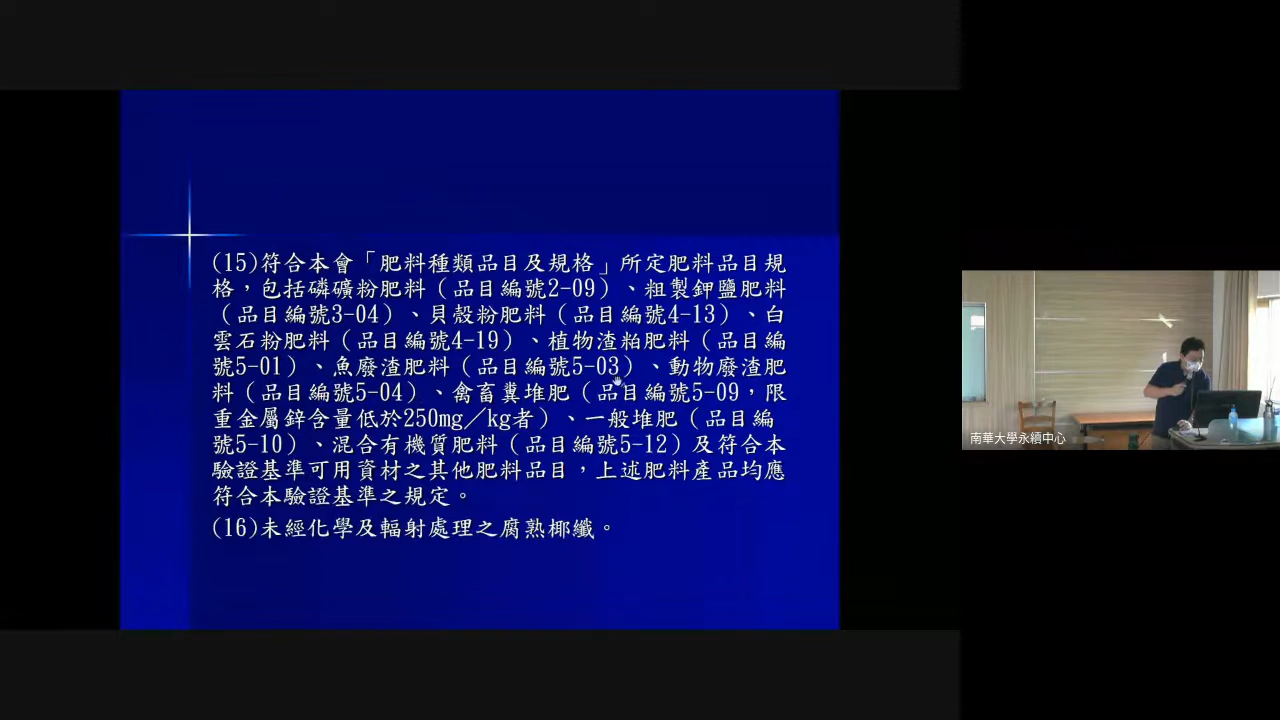 (15)符合本會「肥料種類品目及規格」所定肥料品目規
格，包括磷礦粉肥料（品目編號2-09）、粗製鉀鹽肥料
（品目編號3-04）、貝殼粉肥料（品目編號4-13）、白
雲石粉肥料（品目編號4-19）、植物渣粕肥料（品目編
號5-01）、魚廢渣肥料（品目編號5-03）、動物廢渣肥
料（品目編號5-04）、禽畜糞堆肥（品目編號5-09，限
重金屬鋅含量低於250mg／kg者）、一般堆肥（品目編
號5-10）、混合有機質肥料（品目編號5-12）及符合本
驗證基準可用資材之其他肥料品目，上述肥料產品均應
符合本驗證基準之規定。
(16)未經化學及輻射處理之腐熟椰纖。
南華大學永續中心